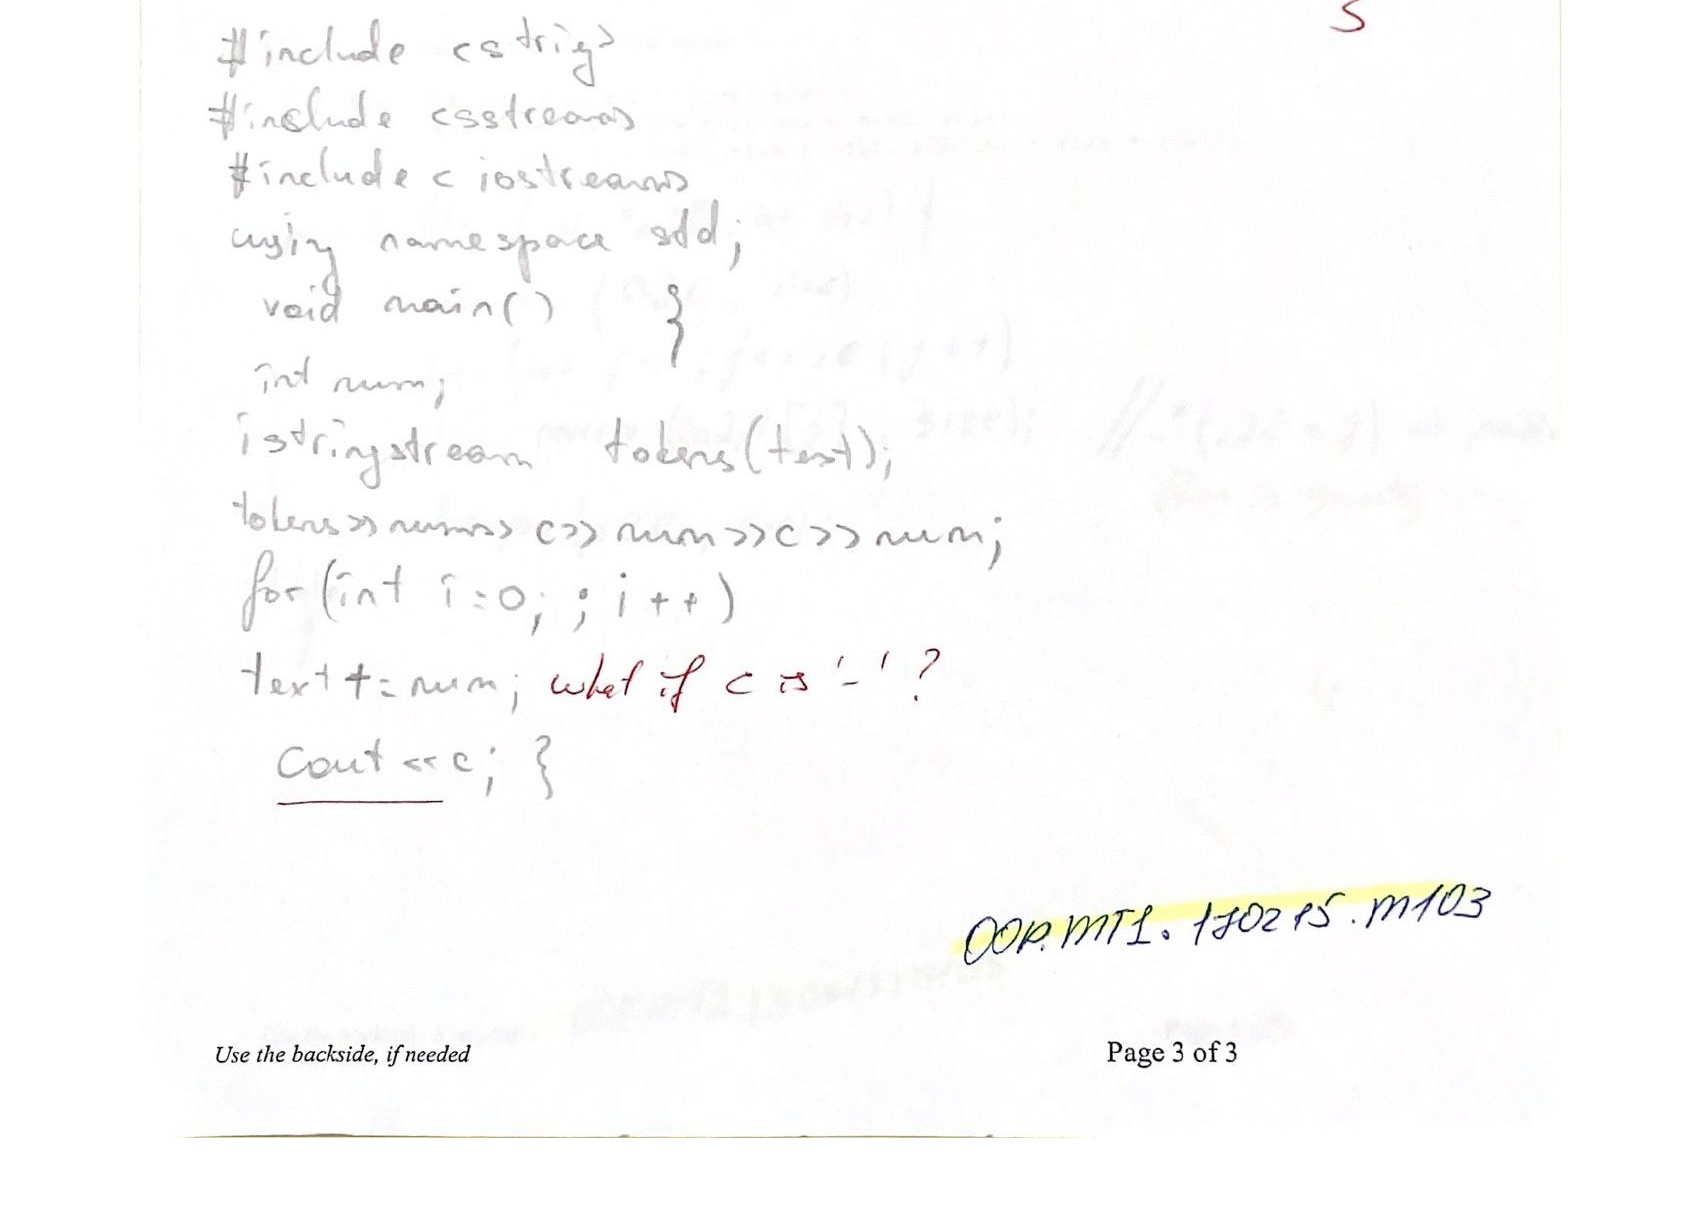 S
#include <strig>
#include <sstream>
#include < iostream>
using namespace std;
void main() }
int num;
istringstream tokens(text);
tokens>>num>> c>> num>>c>>num;
for(int i=0; ; i++)
text += num; what if c is '-' ?
cout << c; }
OOP.MT1.170215.M103
Use the backside, if needed
Page 3 of 3